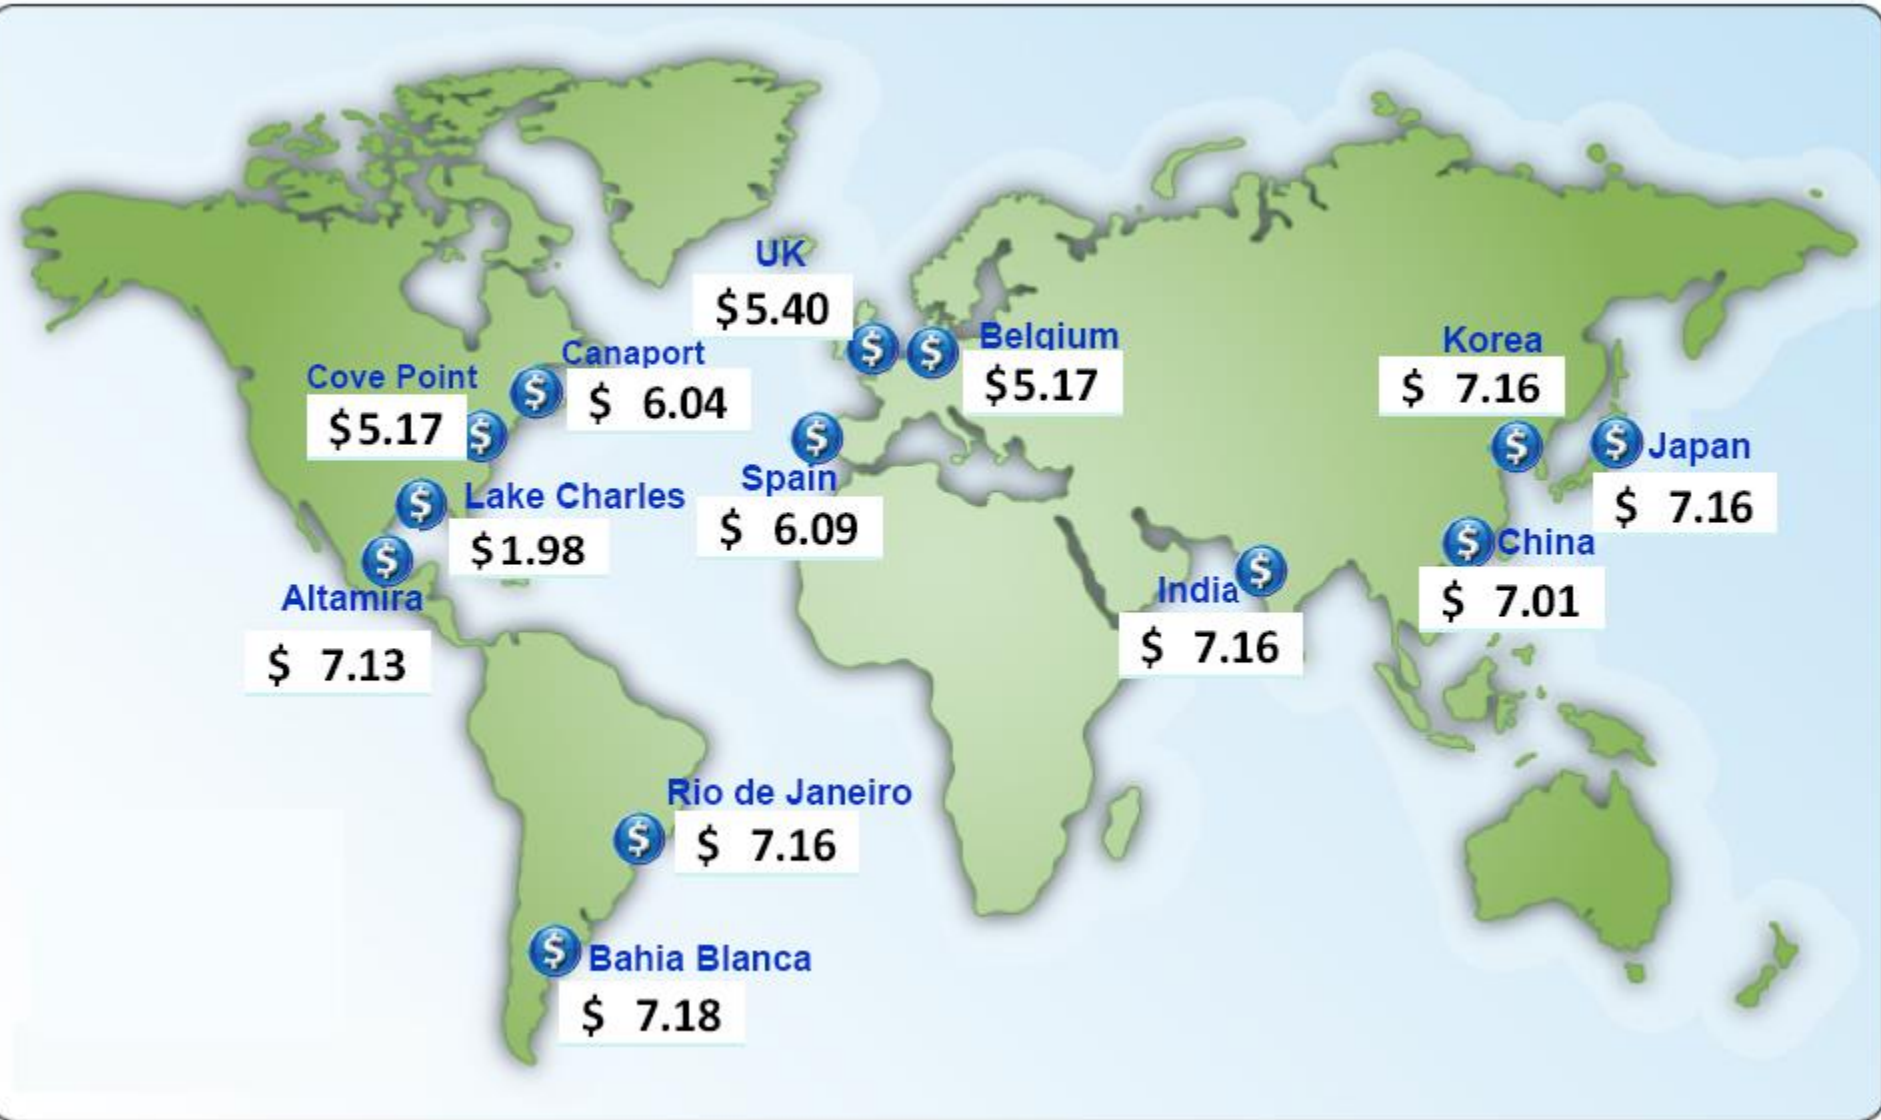 UK
$5.40
Belgium
$5.17
Korea
$ 7.16
Canaport
$ 6.04
Cove Point
$5.17
Japan
$ 7.16
Spain
$ 6.09
Lake Charles
$1.98
China
$ 7.01
India
$ 7.16
Altamira
$ 7.13
Rio de Janeiro
$ 7.16
Bahia Blanca
$ 7.18